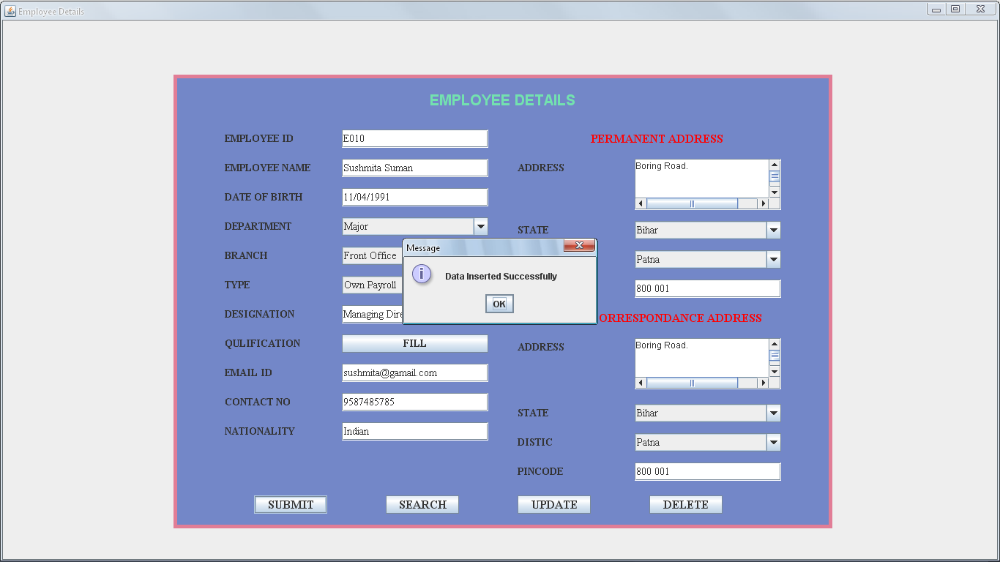 Employee Details
EMPLOYEE DETAILS
EMPLOYEE ID E010
EMPLOYEE NAME Sushmita Suman
DATE OF BIRTH 11/04/1991
DEPARTMENT Major
BRANCH Front Office
TYPE Own Payroll
DESIGNATION Managing Dire
QULIFICATION FILL
EMAIL ID sushmita@gamail.com
CONTACT NO 9587485785
NATIONALITY Indian
PERMANENT ADDRESS
ADDRESS Boring Road.
STATE Bihar
Patna
800 001
ORRESPONDANCE ADDRESS
ADDRESS Boring Road.
STATE Bihar
DISTIC Patna
PINCODE 800 001
Message
Data Inserted Successfully
OK
SUBMIT SEARCH UPDATE DELETE